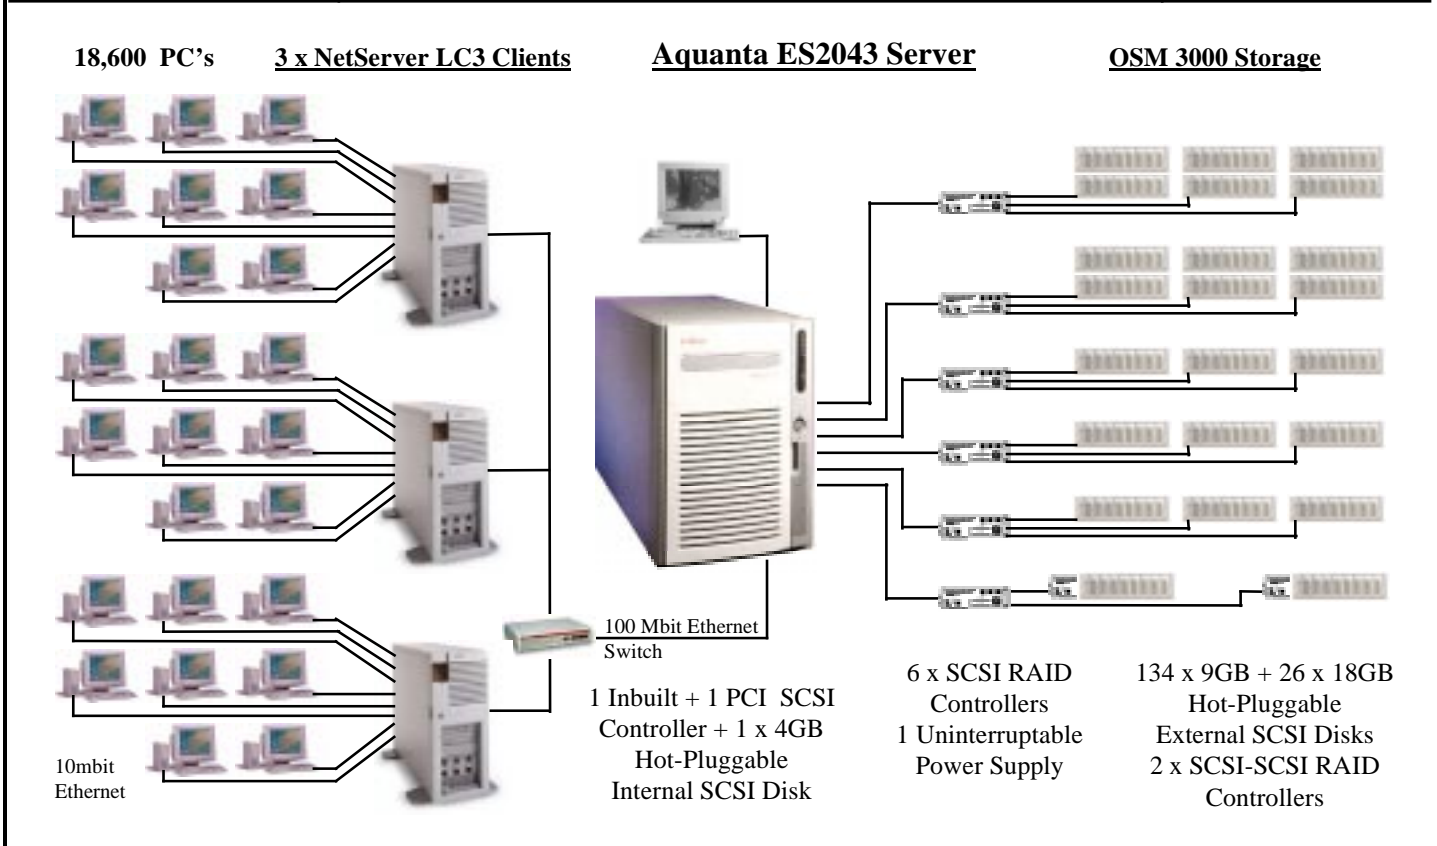 18,600 PC's
3 x NetServer LC3 Clients
Aquanta ES2043 Server
OSM 3000 Storage
100 Mbit Ethernet
Switch
10mbit
Ethernet
1 Inbuilt + 1 PCI SCSI
Controller + 1 x 4GB
Hot-Pluggable
Internal SCSI Disk
6 x SCSI RAID
Controllers
1 Uninterruptable
Power Supply
134 x 9GB + 26 x 18GB
Hot-Pluggable
External SCSI Disks
2 x SCSI-SCSI RAID
Controllers